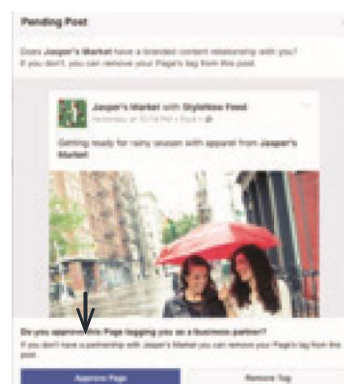 Pending Post
Does Jasper's Market have a branded content relationship with you?
If you don't, you can remove your Page's tag from this post.
Jasper's Market with StyleNow Feed
Yesterday at
Getting ready for rainy season with apparel from Jasper's
Market
Do you approve this Page tagging you as a business partner?
If you don't have a partnership with Jasper's Market you can remove your Page's tag from this
post.
Approve Page
Remove Tag